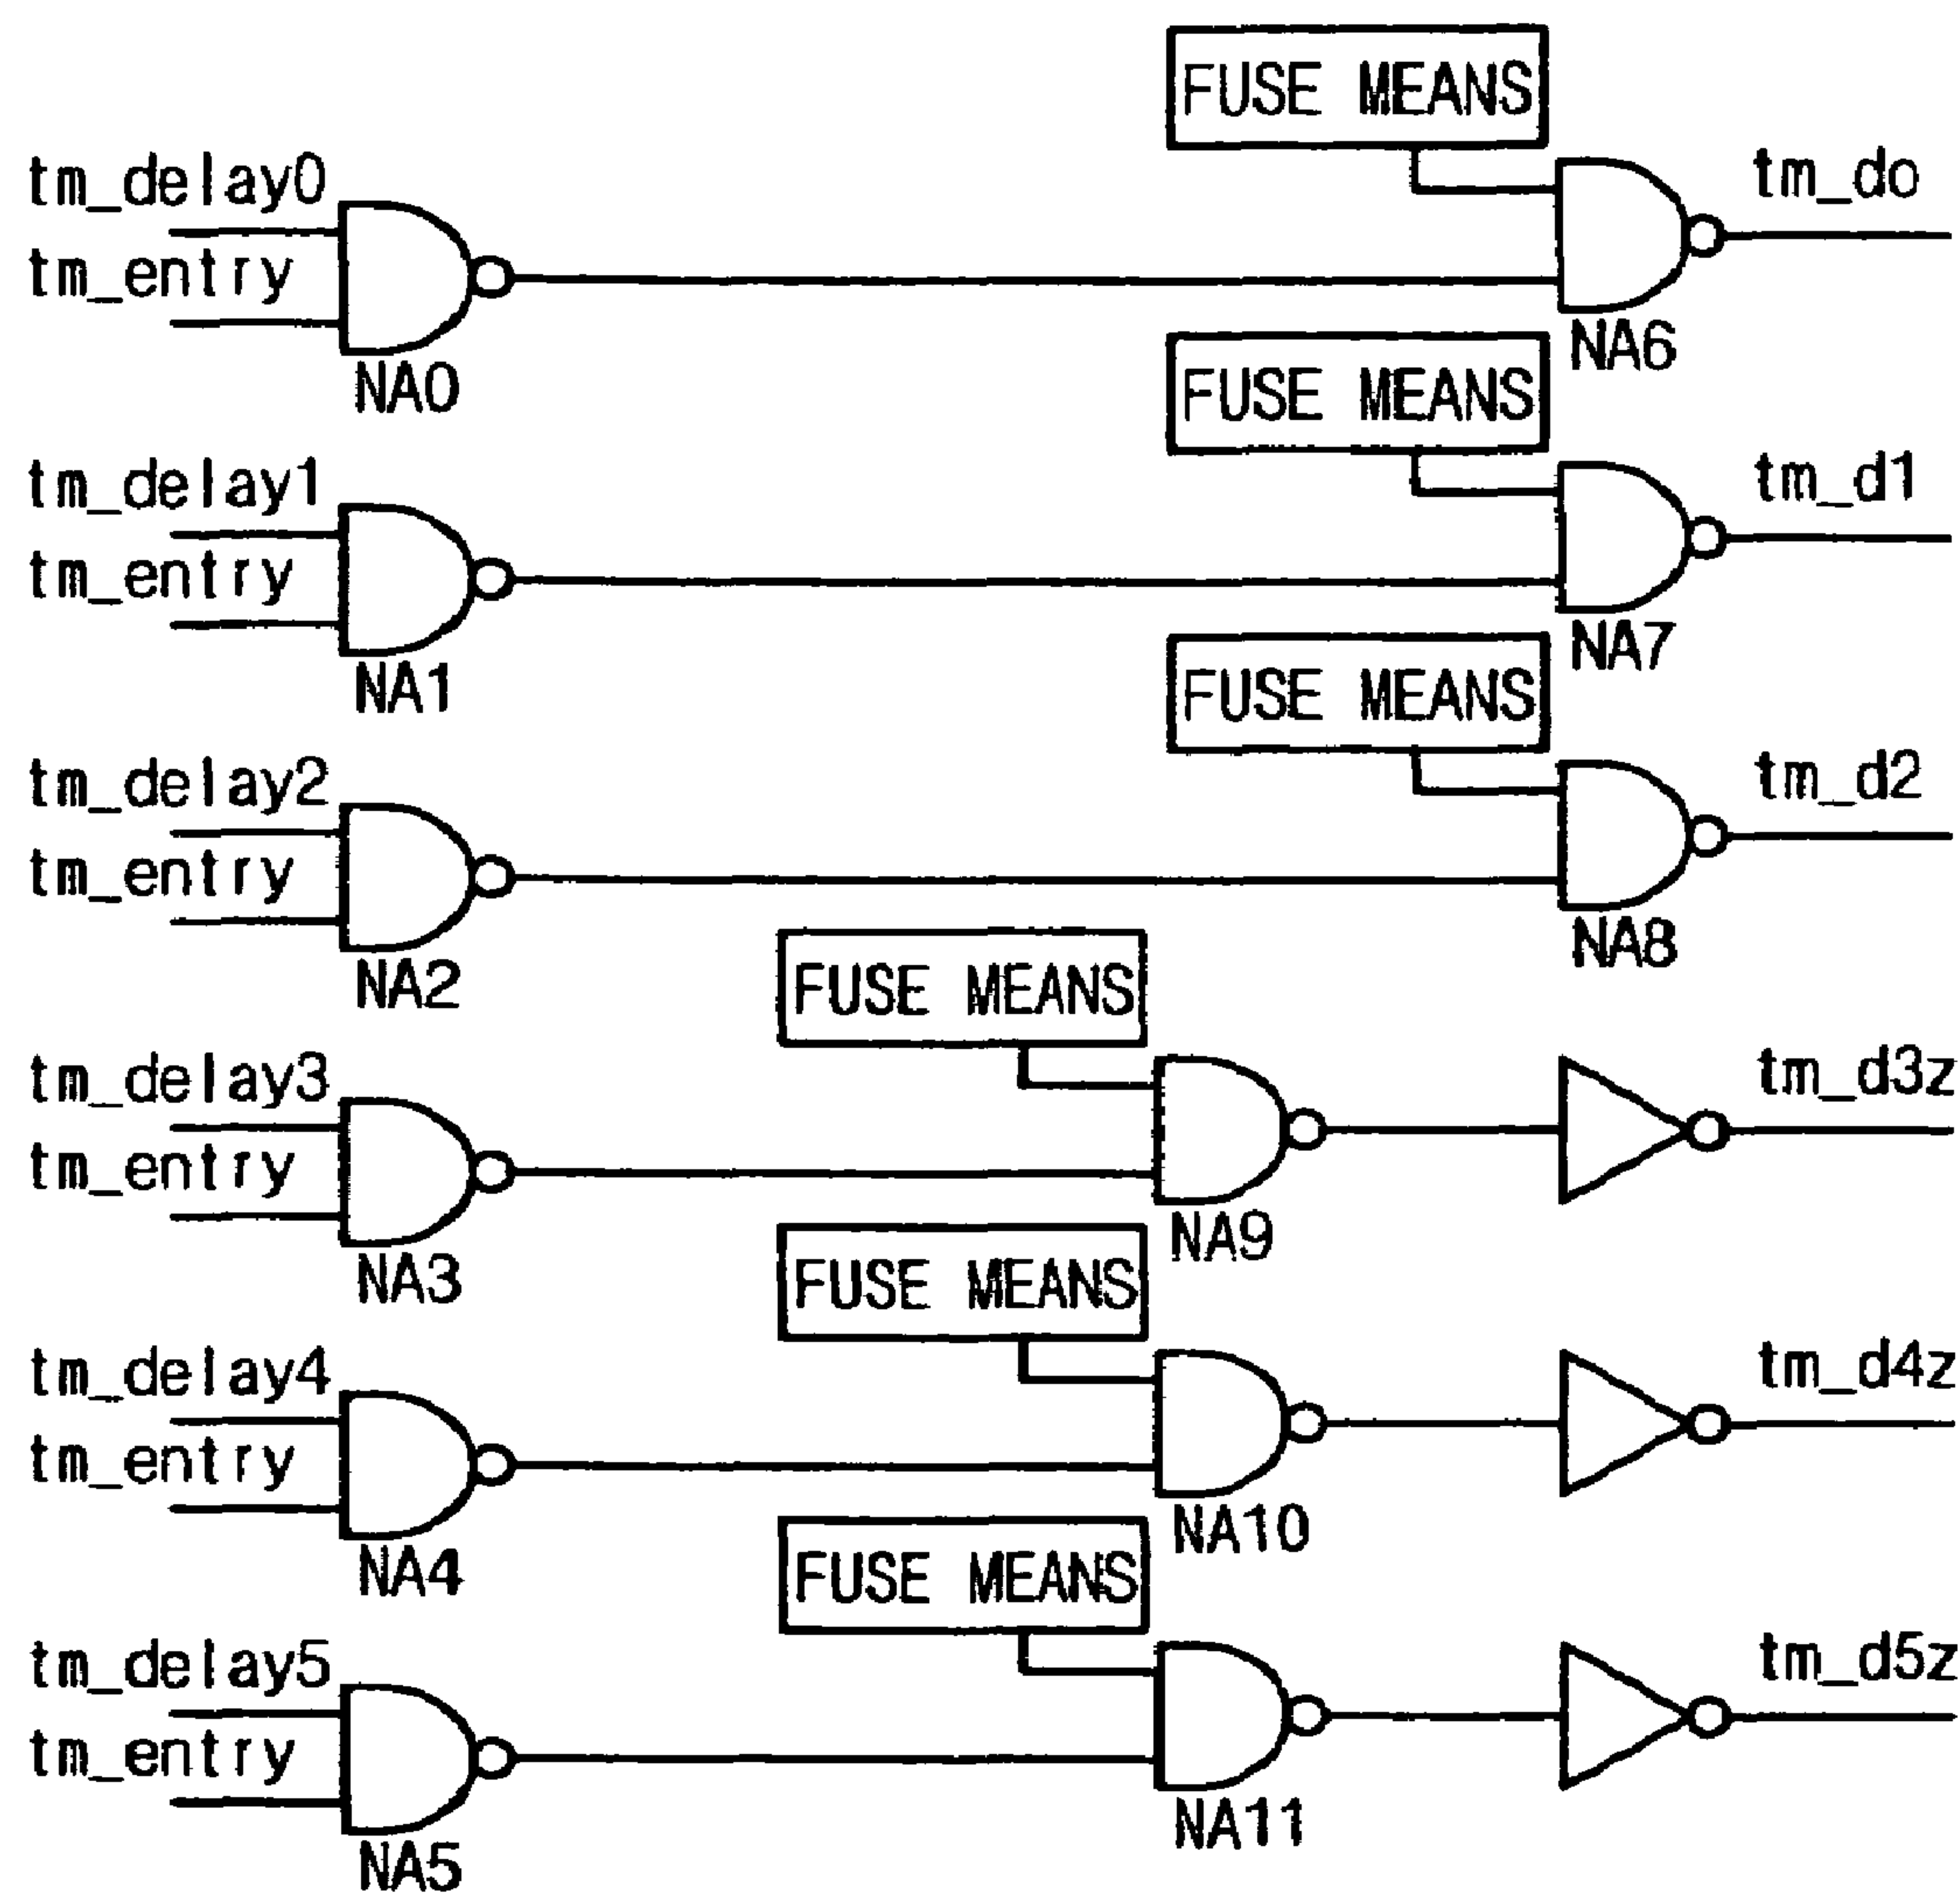 FUSE MEANS
tm_delay0
tm_do
tm_entry
NA6
NA0
FUSE MEANS
tm_delay1
tm_d1
tm_entry
NA7
NA1
FUSE MEANS
tm_delay2
tm_d2
tm_entry
NA8
NA2
FUSE MEANS
tm_delay3
tm_d3z
tm_entry
NA9
NA3
FUSE MEANS
tm_delay4
tm_d4z
tm_entry
NA10
NA4
FUSE MEANS
tm_delay5
tm_d5z
tm_entry
NA11
NA5